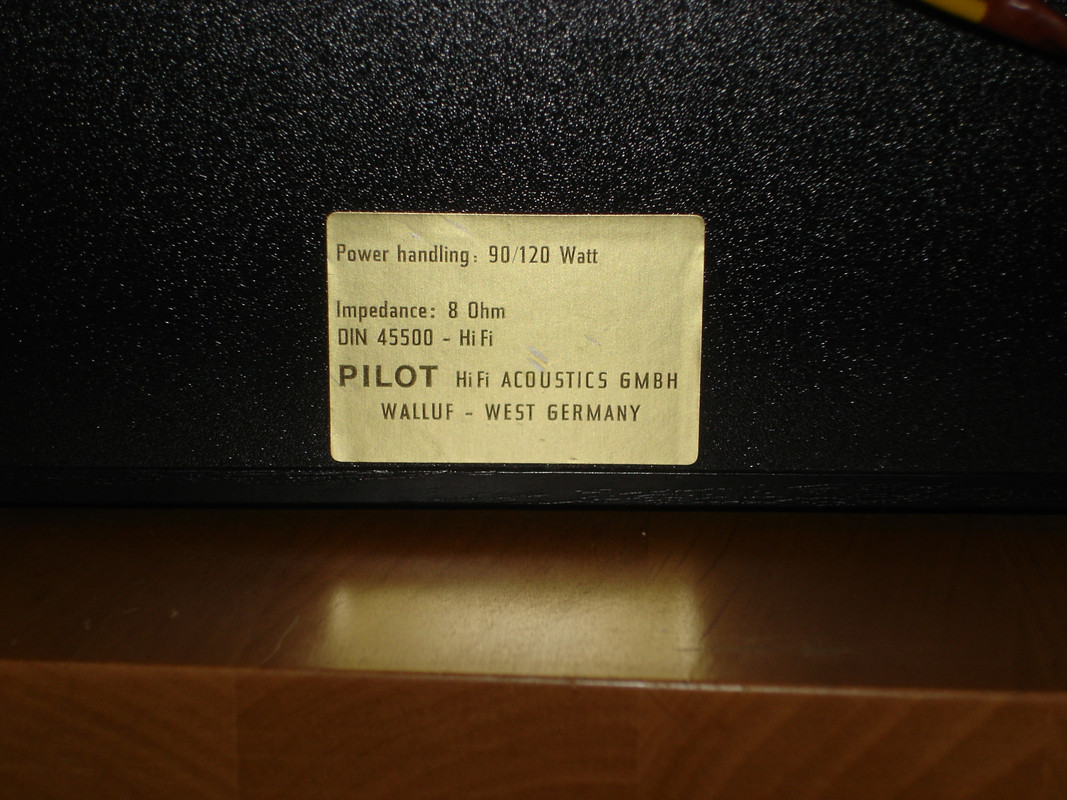 Power handling: 90/120 Watt
Impedance: 8 Ohm
DIN 45500 - HiFi
PILOT HiFi ACOUSTICS GMBH
WALLUF - WEST GERMANY